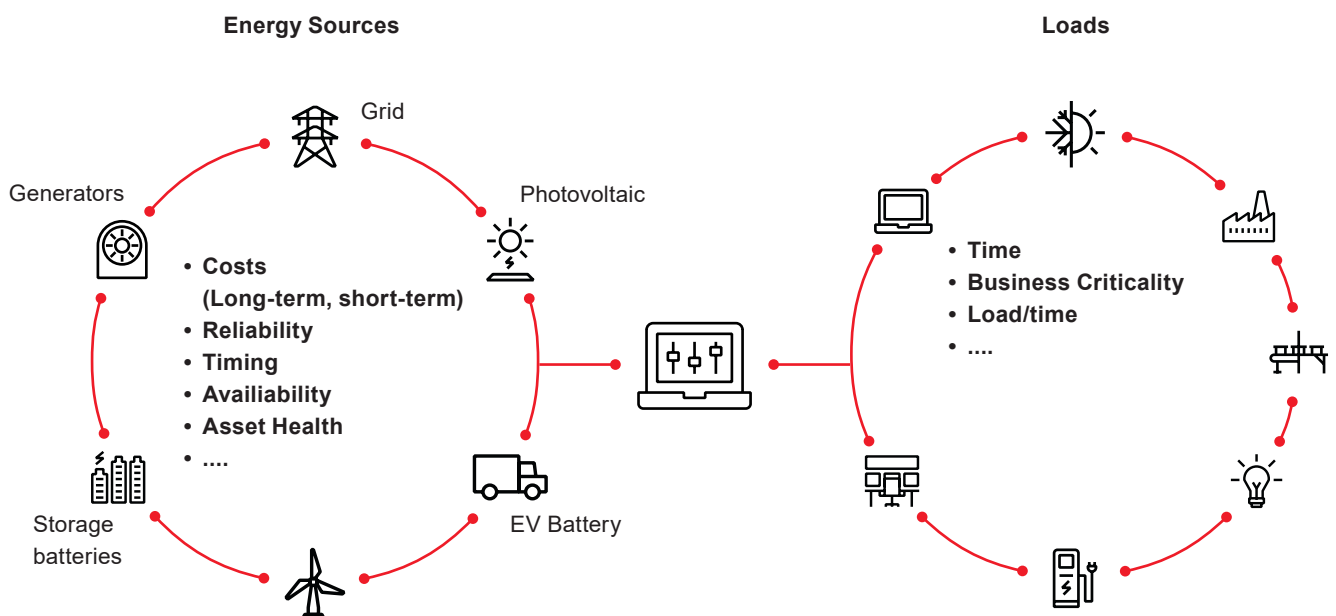 Energy Sources
Loads
Grid
Generators
Photovoltaic
• Costs
(Long-term, short-term)
• Reliability
• Timing
• Availiability
• Asset Health
• ....
• Time
• Business Criticality
• Load/time
• ....
Storage
batteries
EV Battery